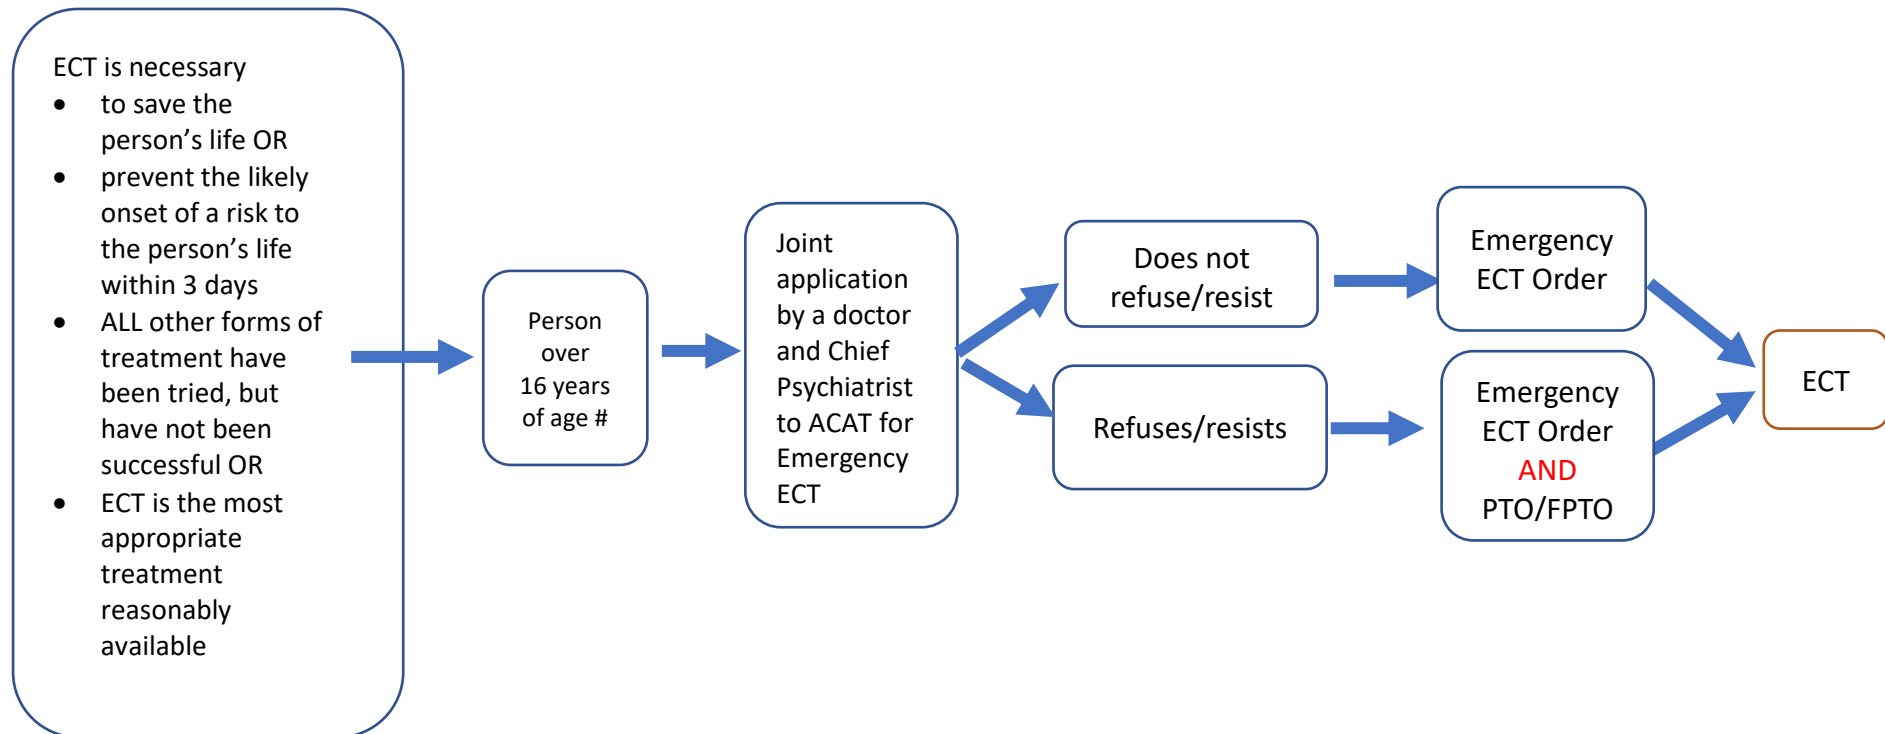 ECT is necessary
• to save the
person’s life OR
• prevent the likely
onset of a risk to
the person’s life
within 3 days
• ALL other forms of
treatment have
been tried, but
have not been
successful OR
• ECT is the most
appropriate
treatment
reasonably
available
Person
over
16 years
of age #
Joint
application
by a doctor
and Chief
Psychiatrist
to ACAT for
Emergency
ECT
Does not
refuse/resist
Refuses/resists
Emergency
ECT Order
Emergency
ECT Order
AND
PTO/FPTO
ECT